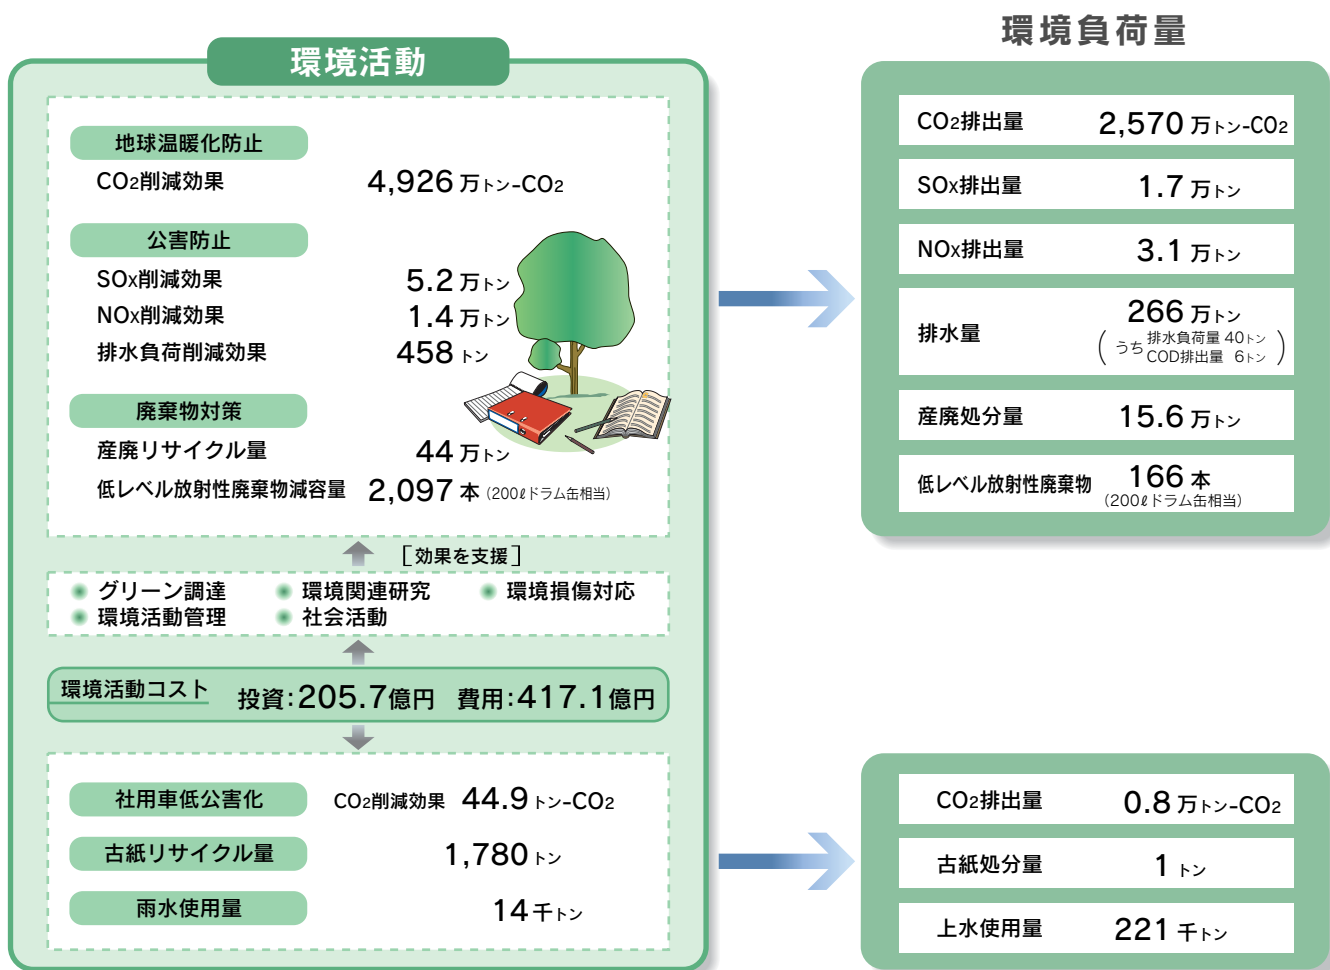 環境負荷量
環境活動
地球温暖化防止
CO2削減効果 4,926 万トン-CO2
公害防止
SOx削減効果 5.2 万トン
NOx削減効果 1.4 万トン
排水負荷削減効果 458 トン
廃棄物対策
産廃リサイクル量 44 万トン
低レベル放射性廃棄物減容量 2,097 本 (200ℓドラム缶相当)
[効果を支援]
グリーン調達 環境関連研究 環境損傷対応
環境活動管理 社会活動
環境活動コスト 投資:205.7億円 費用:417.1億円
社用車低公害化 CO2削減効果 44.9 トン-CO2
古紙リサイクル量 1,780 トン
雨水使用量 14千トン
CO2排出量 2,570 万トン-CO2
SOx排出量 1.7 万トン
NOx排出量 3.1 万トン
排水量 266 万トン
(うち 排水負荷量 40トン
COD排出量 6トン)
産廃処分量 15.6 万トン
低レベル放射性廃棄物 166 本
(200ℓドラム缶相当)
CO2排出量 0.8 万トン-CO2
古紙処分量 1 トン
上水使用量 221 千トン